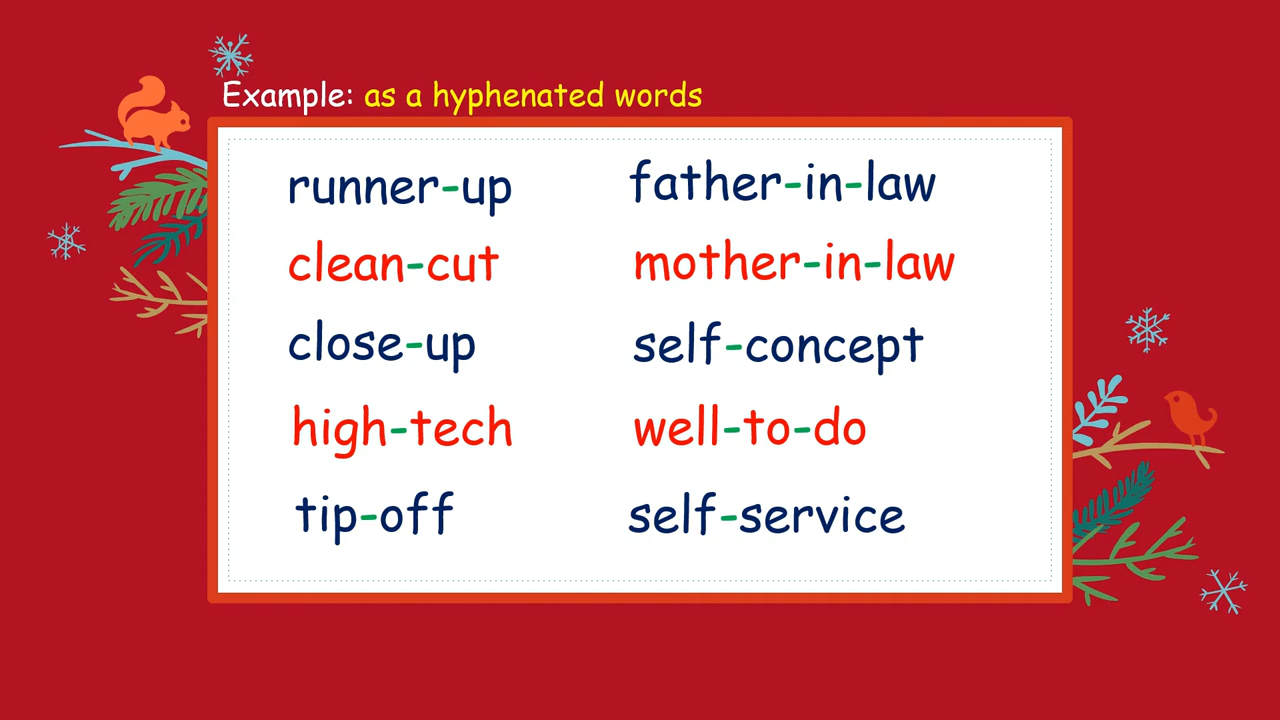 Example: as a hyphenated words
runner-up
clean-cut
close-up
high-tech
tip-off
father-in-law
mother-in-law
self-concept
well-to-do
self-service